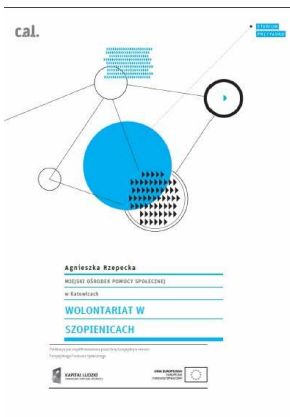 cal.
STUDIUM
PRZYPADKU
Agnieszka Rzepecka
MIEJSKI OŚRODEK POMOCY SPOŁECZNEJ
w Katowicach
WOLONTARIAT W
SZOPIENICACH
KAPITAŁ LUDZKI
UNIA EUROPEJSKA